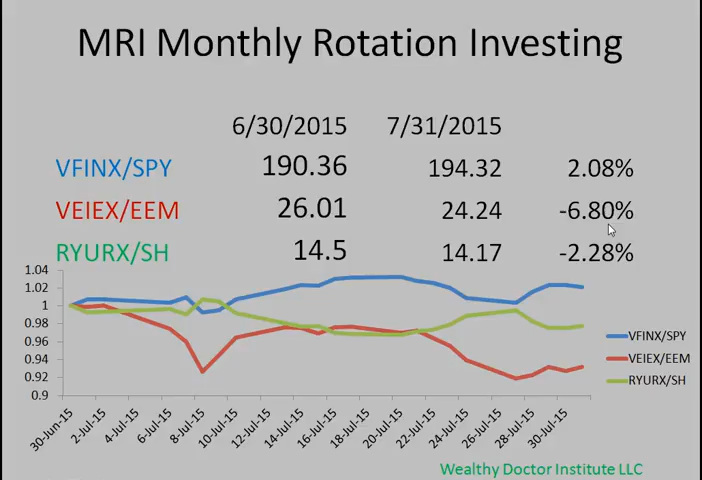 MRI Monthly Rotation Investing
6/30/2015 7/31/2015
VFINX/SPY 190.36 194.32 2.08%
VEIEX/EEM 26.01 24.24 -6.80%
RYURX/SH 14.5 14.17 -2.28%
1.04
1.02
1
0.98
0.96
0.94
0.92
0.9
VFINX/SPY
VEIEX/EEM
RYURX/SH
30-Jun-15 2-Jul-15 4-Jul-15 6-Jul-15 8-Jul-15 10-Jul-15 12-Jul-15 14-Jul-15 16-Jul-15 18-Jul-15 20-Jul-15 22-Jul-15 24-Jul-15 26-Jul-15 28-Jul-15 30-Jul-15
Wealthy Doctor Institute LLC